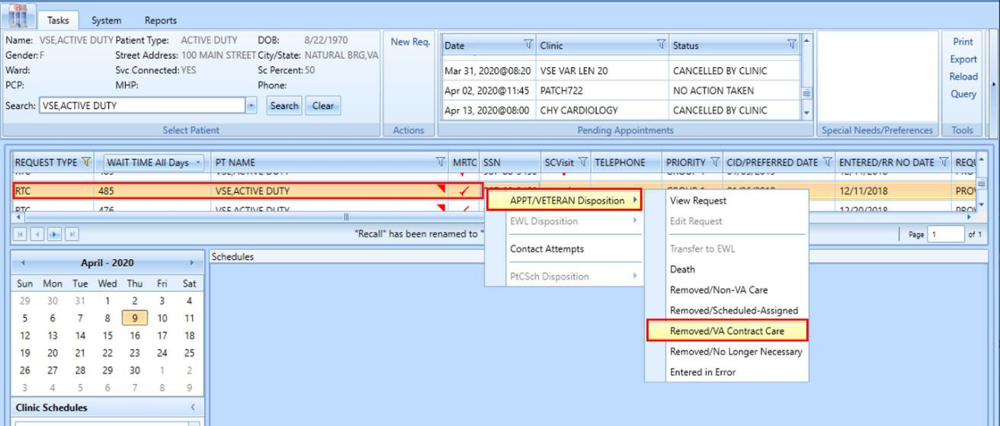 Tasks System Reports
Name: VSE,ACTIVE DUTY Patient Type: ACTIVE DUTY DOB: 8/22/1970
Gender: F Street Address: 100 MAIN STREET City/State: NATURAL BRG,VA
Ward: Svc Connected: YES Sc Percent: 50
PCP: MHP: Phone:
Search: VSE,ACTIVE DUTY Search Clear
Select Patient
New Req.
Actions
Date Clinic Status
Mar 31, 2020@08:20 VSE VAR LEN 20 CANCELLED BY CLINIC
Apr 02, 2020@11:45 PATCH722 NO ACTION TAKEN
Apr 13, 2020@08:00 CHY CARDIOLOGY CANCELLED BY CLINIC
Pending Appointments
Special Needs/Preferences
Print
Export
Reload
Query
Tools
REQUEST TYPE WAIT TIME All Days PT NAME MRTC SSN SCVisit TELEPHONE PRIORITY CID/PREFERRED DATE ENTERED/RR NO DATE REQU
RTC 485 VSE,ACTIVE DUTY 12/11/2018 PRO
RTC 476 VSE,ACTIVE DUTY 12/20/2018 PRO
APPT/VETERAN Disposition
EWL Disposition
Contact Attempts
PtCSch Disposition
View Request
Edit Request
Transfer to EWL
Death
Removed/Non-VA Care
Removed/Scheduled-Assigned
Removed/VA Contract Care
Removed/No Longer Necessary
Entered in Error
"Recall" has been renamed to "
Page 1 of 1
April - 2020
Sun Mon Tue Wed Thu Fri Sat
29 30 31 1 2 3 4
5 6 7 8 9 10 11
12 13 14 15 16 17 18
19 20 21 22 23 24 25
26 27 28 29 30 1 2
3 4 5 6 7 8 9
Clinic Schedules
Schedules